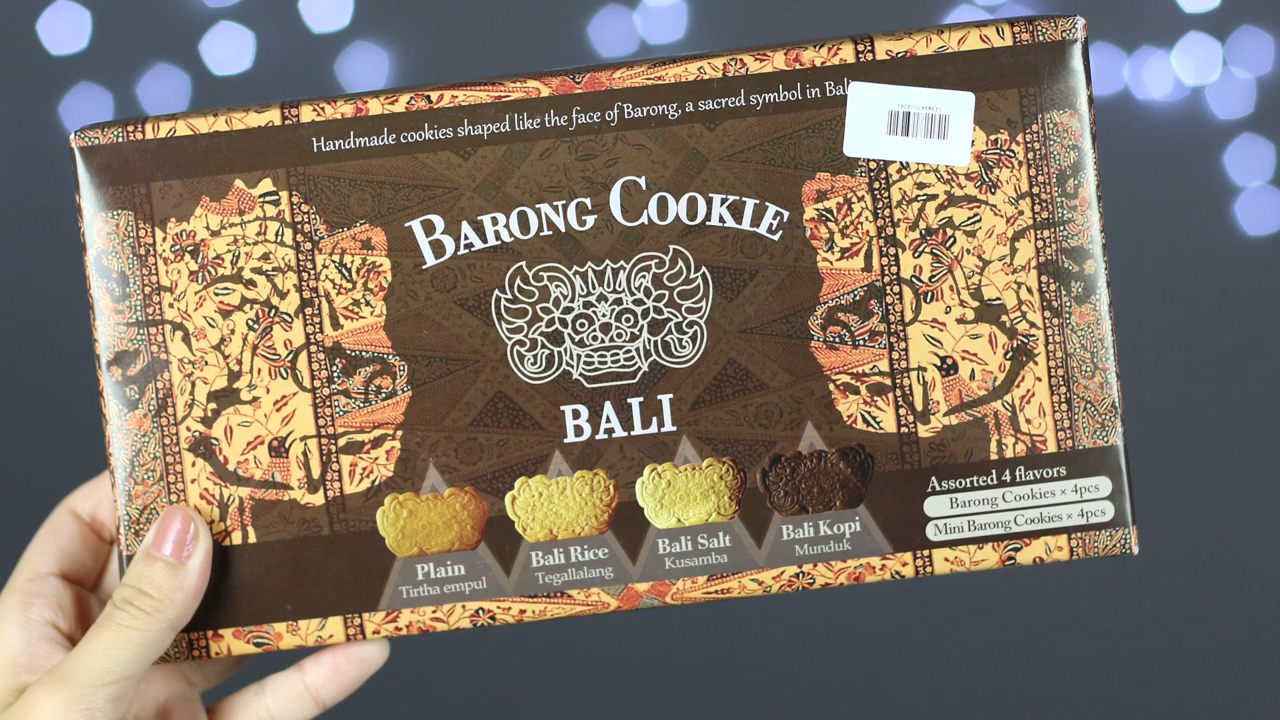 Handmade cookies shaped like the face of Barong, a sacred symbol in Bali
BARONG COOKIE
BALI
Plain
Tirtha empul
Bali Rice
Tegallalang
Bali Salt
Kusamba
Bali Kopi
Munduk
Assorted 4 flavors
Barong Cookies × 4pcs
Mini Barong Cookies × 4pcs